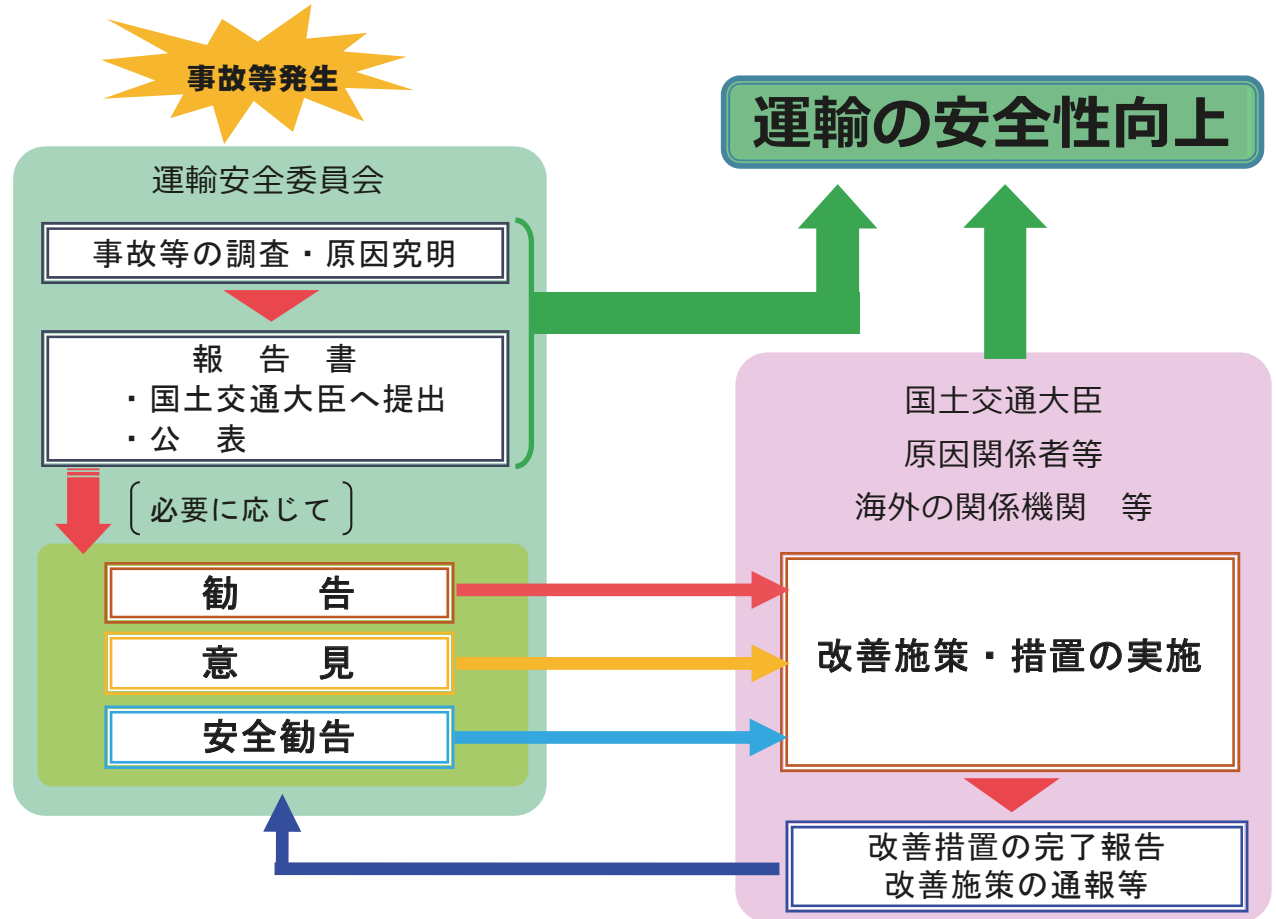 事故等発生
運輸の安全性向上
運輸安全委員会
事故等の調査・原因究明
報　告　書
・国土交通大臣へ提出
・公　表
必要に応じて
勧　　告
意　　見
安全勧告
国土交通大臣
原因関係者等
海外の関係機関　等
改善施策・措置の実施
改善措置の完了報告
改善施策の通報等